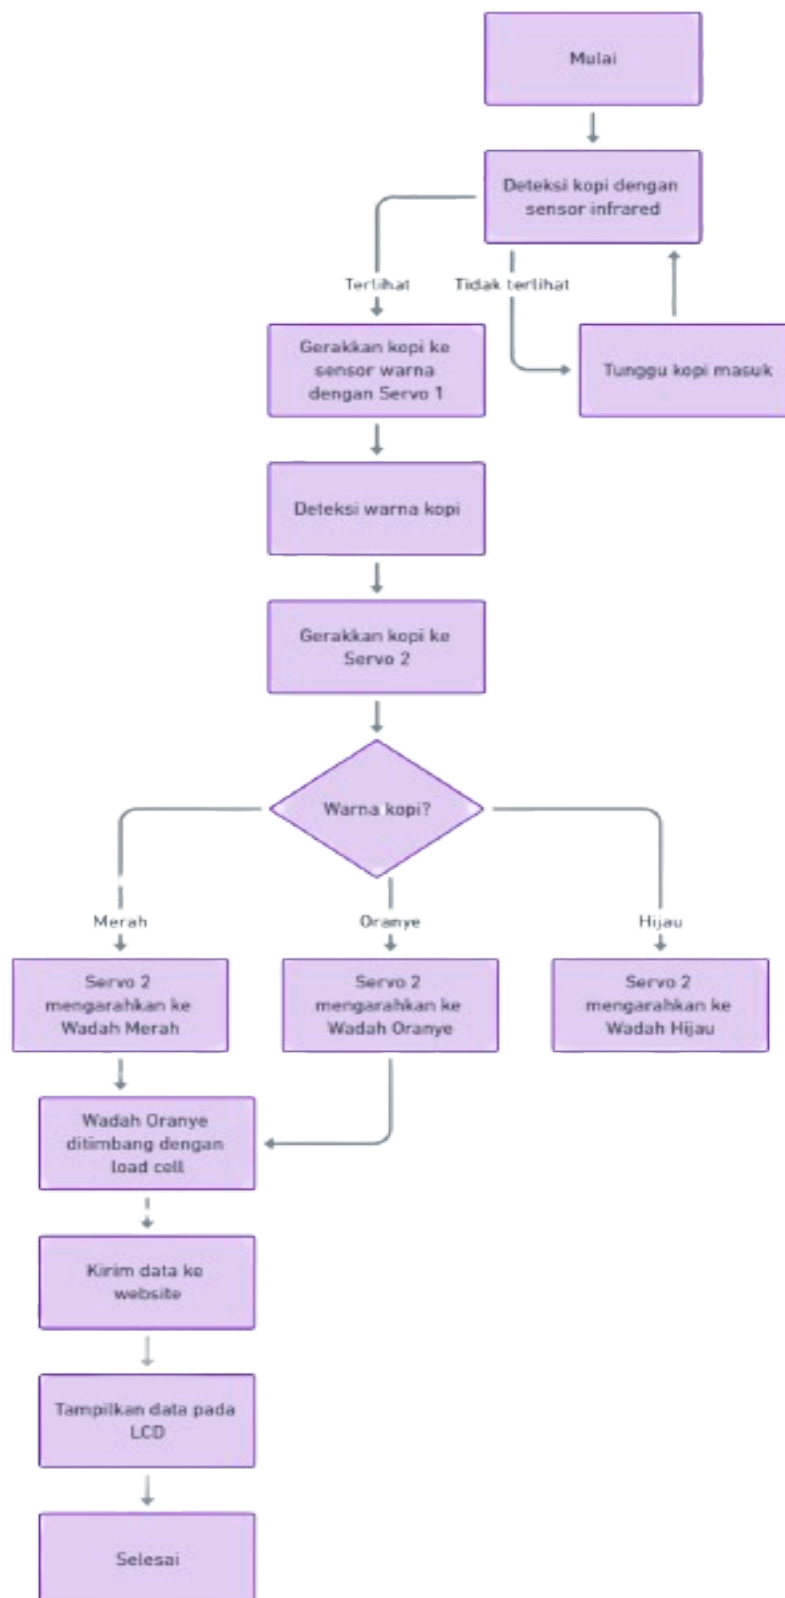 Mulai
Deteksi kopi dengan
sensor infrared
Terlihat
Tidak terlihat
Gerakkan kopi ke
sensor warna
dengan Servo 1
Tunggu kopi masuk
Deteksi warna kopi
Gerakkan kopi ke
Servo 2
Warna kopi?
Merah
Oranye
Hijau
Servo 2
mengarahkan ke
Wadah Merah
Servo 2
mengarahkan ke
Wadah Oranye
Servo 2
mengarahkan ke
Wadah Hijau
Wadah Oranye
ditimbang dengan
load cell
Kirim data ke
website
Tampilkan data pada
LCD
Selesai